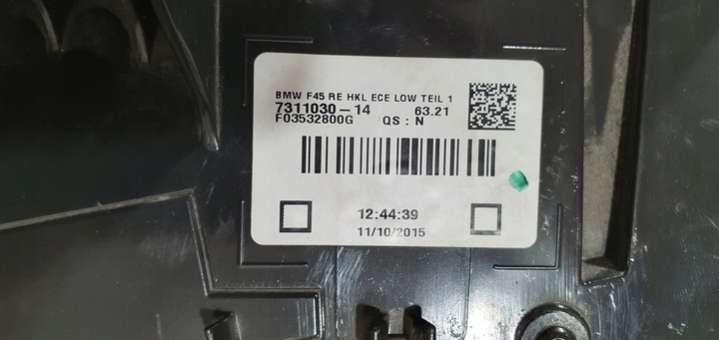 BMW F45 RE HKL ECE LOW TEIL 1
7311030-14 63.21
F03532800G QS : N
12:44:39
11/10/2015